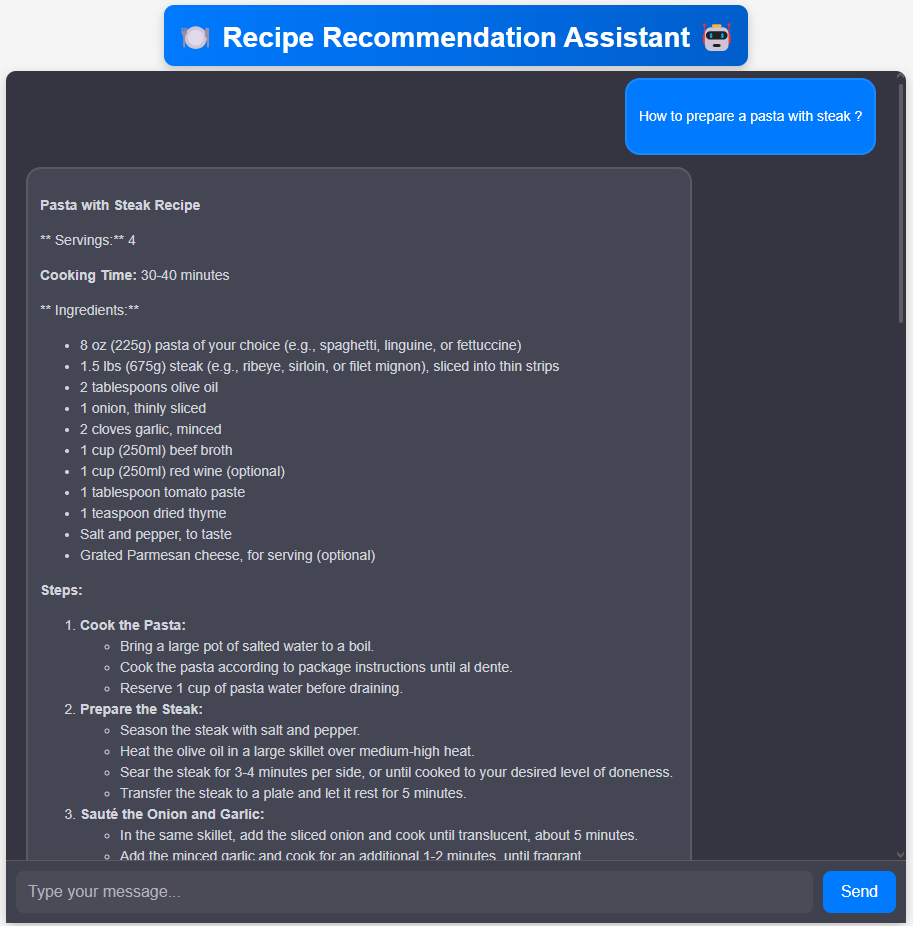 Recipe Recommendation Assistant
How to prepare a pasta with steak ?
Pasta with Steak Recipe
** Servings:** 4
Cooking Time: 30-40 minutes
** Ingredients:**
• 8 oz (225g) pasta of your choice (e.g., spaghetti, linguine, or fettuccine)
• 1.5 lbs (675g) steak (e.g., ribeye, sirloin, or filet mignon), sliced into thin strips
• 2 tablespoons olive oil
• 1 onion, thinly sliced
• 2 cloves garlic, minced
• 1 cup (250ml) beef broth
• 1 cup (250ml) red wine (optional)
• 1 tablespoon tomato paste
• 1 teaspoon dried thyme
• Salt and pepper, to taste
• Grated Parmesan cheese, for serving (optional)
Steps:
1. Cook the Pasta:
◦ Bring a large pot of salted water to a boil.
◦ Cook the pasta according to package instructions until al dente.
◦ Reserve 1 cup of pasta water before draining.
2. Prepare the Steak:
◦ Season the steak with salt and pepper.
◦ Heat the olive oil in a large skillet over medium-high heat.
◦ Sear the steak for 3-4 minutes per side, or until cooked to your desired level of doneness.
◦ Transfer the steak to a plate and let it rest for 5 minutes.
3. Sauté the Onion and Garlic:
◦ In the same skillet, add the sliced onion and cook until translucent, about 5 minutes.
◦ Add the minced garlic and cook for an additional 1-2 minutes, until fragrant
Type your message...
Send